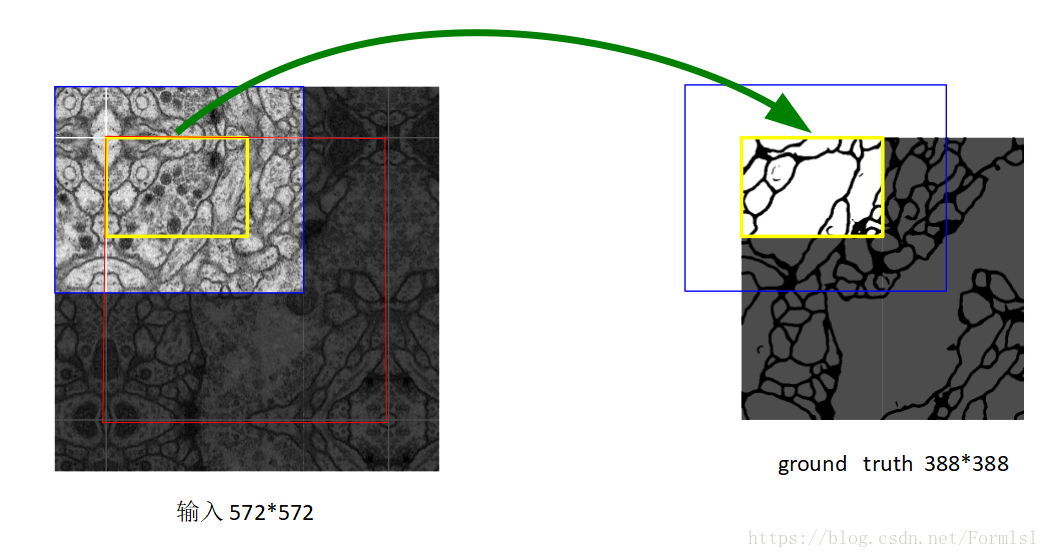 ground truth 388*388
输入 572*572
https://blog.csdn.net/Formlsl